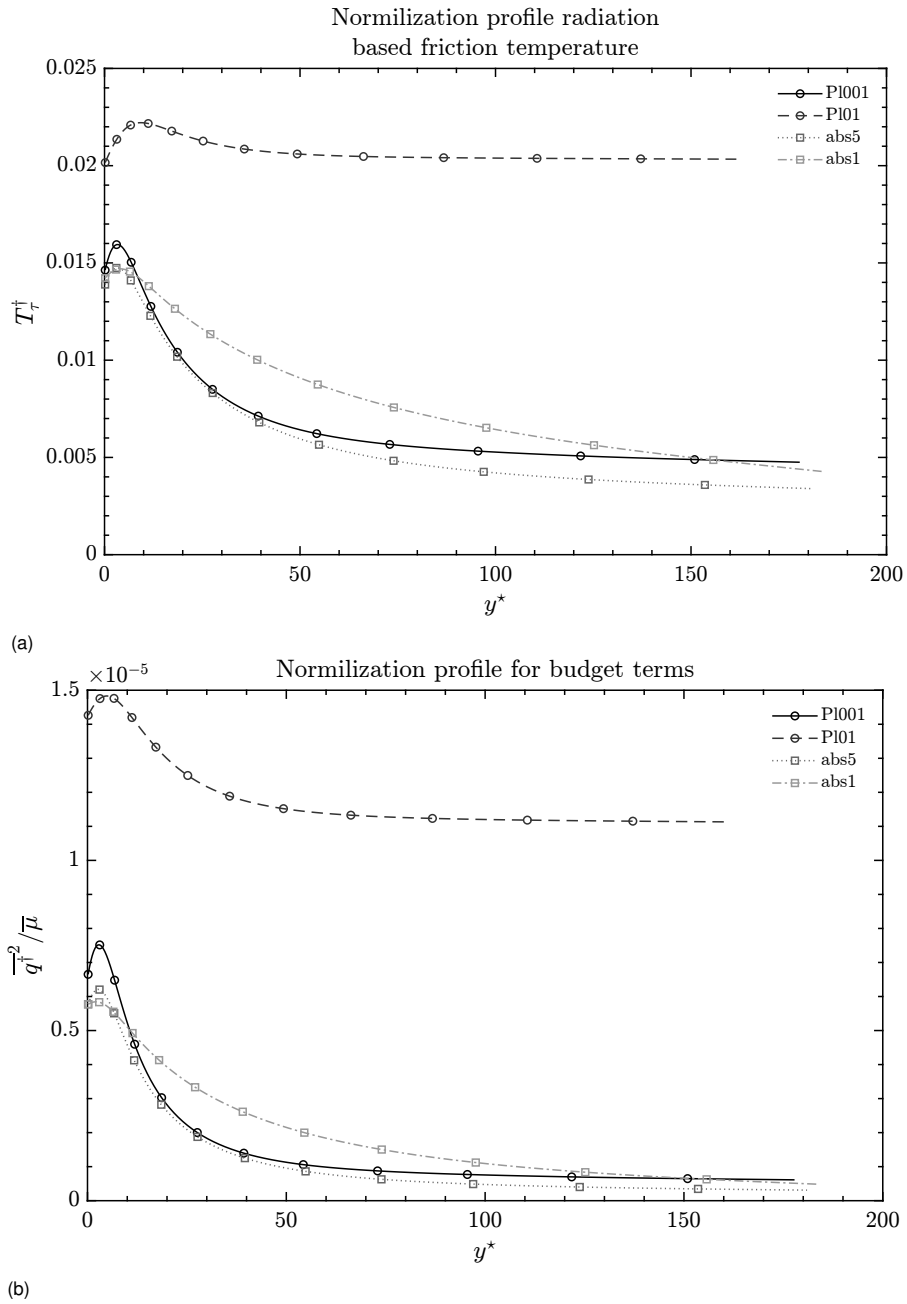 Normilization profile radiation
based friction temperature
0.025
0.02
0.015
0.01
0.005
0
T_τ^†
Pl001
Pl01
abs5
abs1
0 50 100 150 200
y⋆
(a)
×10⁻⁵
Normilization profile for budget terms
1.5
1
0.5
0
q̅^†̅²/μ̅
Pl001
Pl01
abs5
abs1
0 50 100 150 200
y⋆
(b)